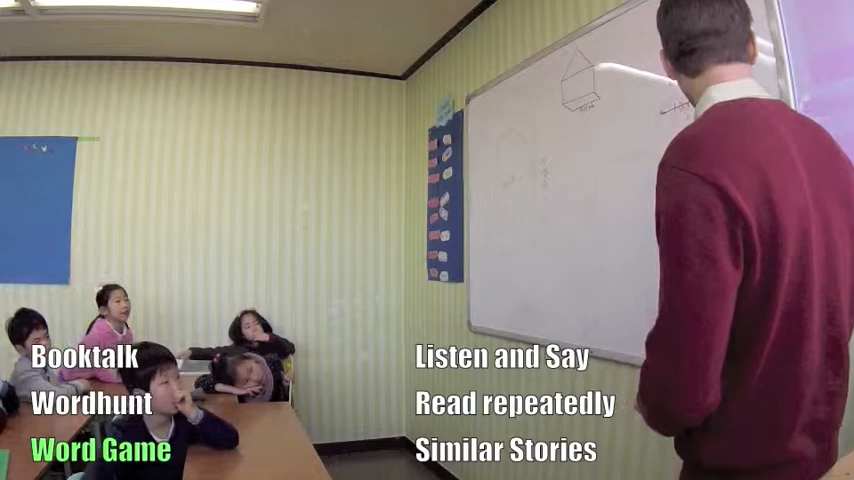 Booktalk
Wordhunt
Word Game
Listen and Say
Read repeatedly
Similar Stories